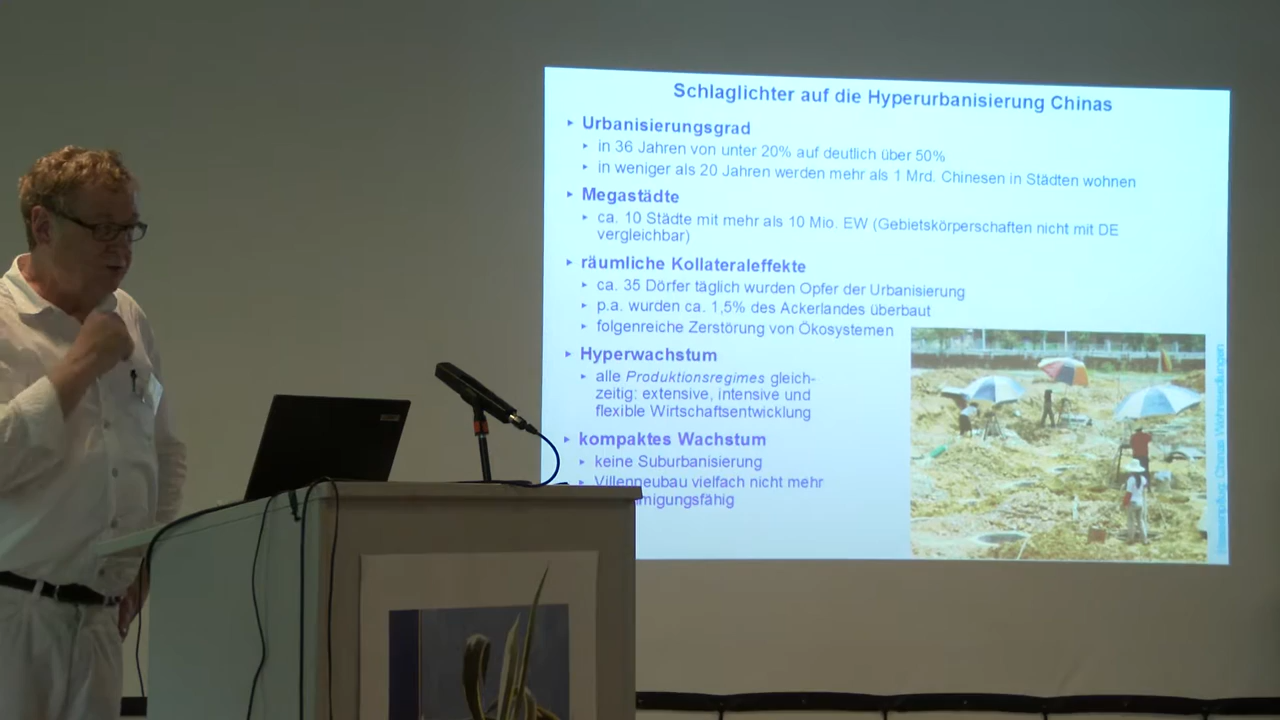 Schlaglichter auf die Hyperurbanisierung Chinas
▸ Urbanisierungsgrad
▸ in 36 Jahren von unter 20% auf deutlich über 50%
▸ in weniger als 20 Jahren werden mehr als 1 Mrd. Chinesen in Städten wohnen
▸ Megastädte
▸ ca. 10 Städte mit mehr als 10 Mio. EW (Gebietskörperschaften nicht mit DE
vergleichbar)
▸ räumliche Kollateraleffekte
▸ ca. 35 Dörfer täglich wurden Opfer der Urbanisierung
▸ p.a. wurden ca. 1,5% des Ackerlandes überbaut
▸ folgenreiche Zerstörung von Ökosystemen
▸ Hyperwachstum
▸ alle Produktionsregimes gleich-
zeitig: extensive, intensive und
flexible Wirtschaftsentwicklung
▸ kompaktes Wachstum
▸ keine Suburbanisierung
▸ Villenneubau vielfach nicht mehr
migungsfähig
Chinas Wohnsiedlungen